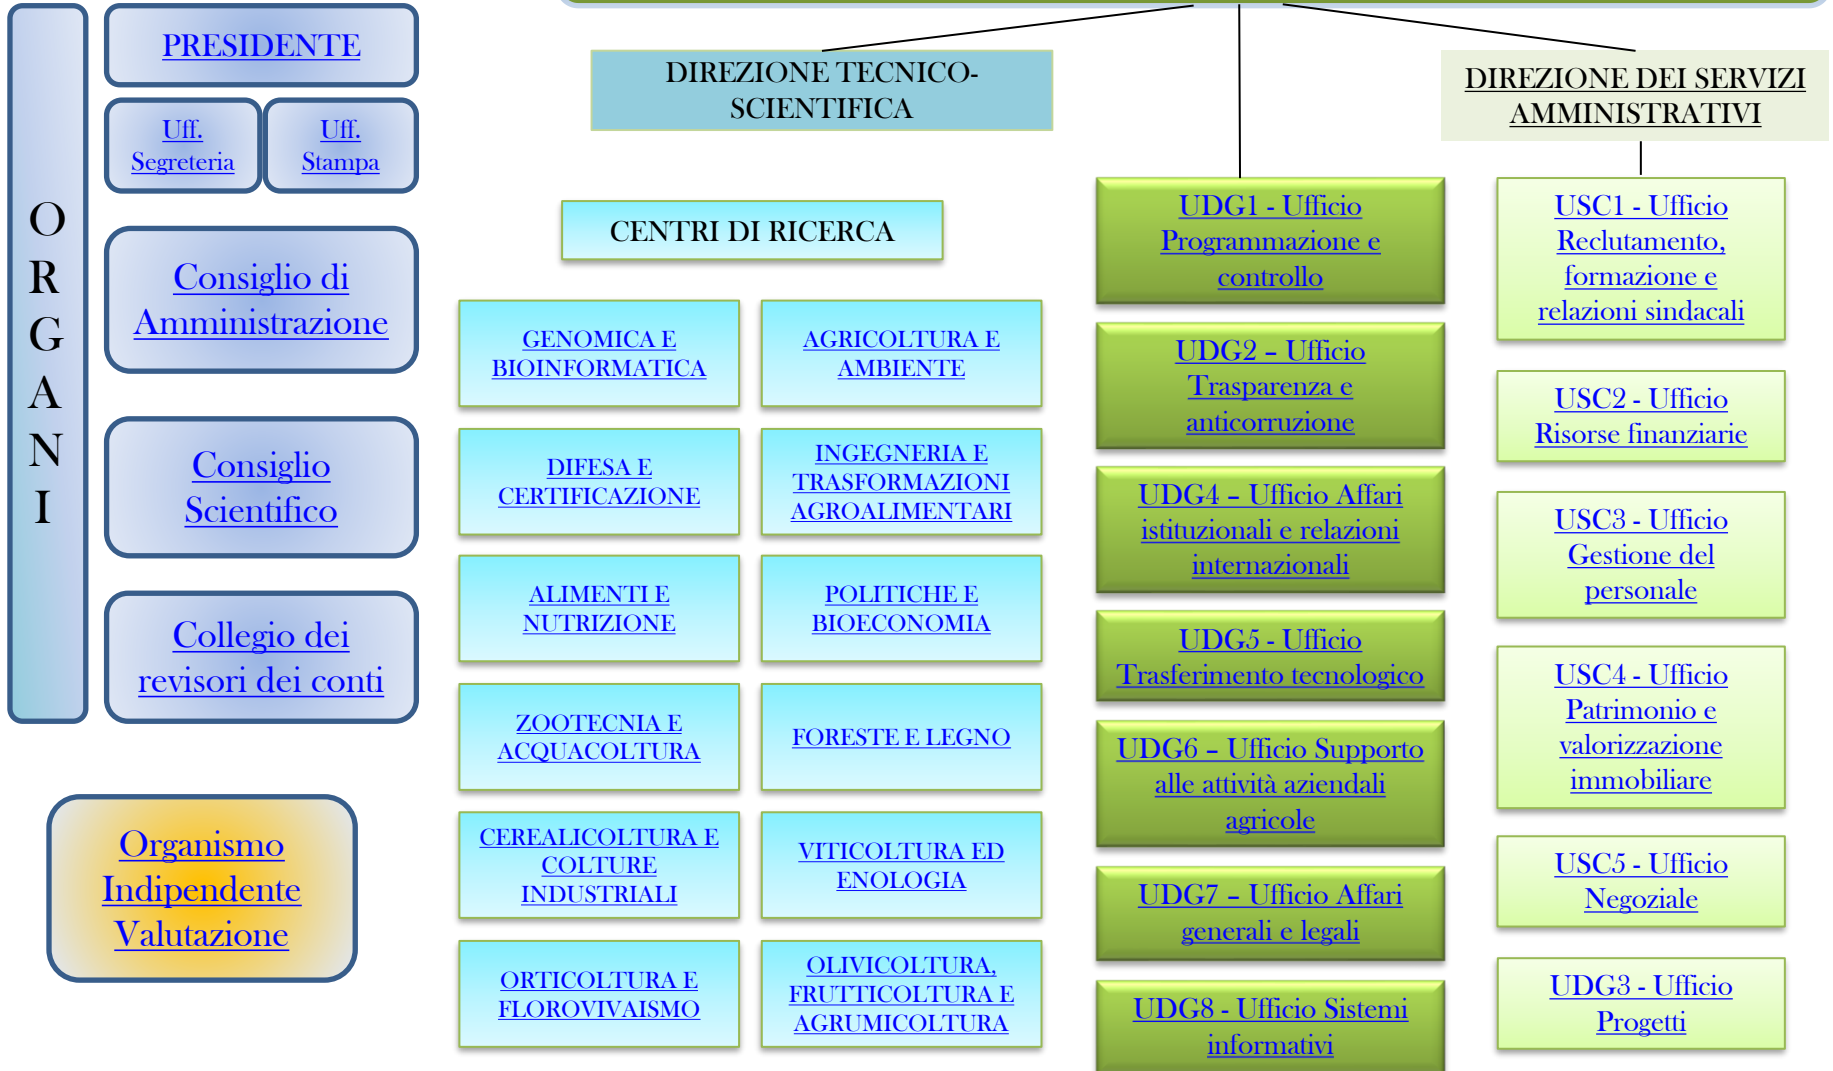 O
R
G
A
N
I
PRESIDENTE
Uff.
Segreteria
Uff.
Stampa
Consiglio di
Amministrazione
Consiglio
Scientifico
Collegio dei
revisori dei conti
Organismo
Indipendente
Valutazione
DIREZIONE TECNICO-
SCIENTIFICA
CENTRI DI RICERCA
GENOMICA E
BIOINFORMATICA
AGRICOLTURA E
AMBIENTE
DIFESA E
CERTIFICAZIONE
INGEGNERIA E
TRASFORMAZIONI
AGROALIMENTARI
ALIMENTI E
NUTRIZIONE
POLITICHE E
BIOECONOMIA
ZOOTECNIA E
ACQUACOLTURA
FORESTE E LEGNO
CEREALICOLTURA E
COLTURE
INDUSTRIALI
VITICOLTURA ED
ENOLOGIA
ORTICOLTURA E
FLOROVIVAISMO
OLIVICOLTURA,
FRUTTICOLTURA E
AGRUMICOLTURA
UDG1 - Ufficio
Programmazione e
controllo
UDG2 – Ufficio
Trasparenza e
anticorruzione
UDG4 – Ufficio Affari
istituzionali e relazioni
internazionali
UDG5 - Ufficio
Trasferimento tecnologico
UDG6 – Ufficio Supporto
alle attività aziendali
agricole
UDG7 – Ufficio Affari
generali e legali
UDG8 - Ufficio Sistemi
informativi
DIREZIONE DEI SERVIZI
AMMINISTRATIVI
USC1 - Ufficio
Reclutamento,
formazione e
relazioni sindacali
USC2 - Ufficio
Risorse finanziarie
USC3 - Ufficio
Gestione del
personale
USC4 - Ufficio
Patrimonio e
valorizzazione
immobiliare
USC5 - Ufficio
Negoziale
UDG3 - Ufficio
Progetti